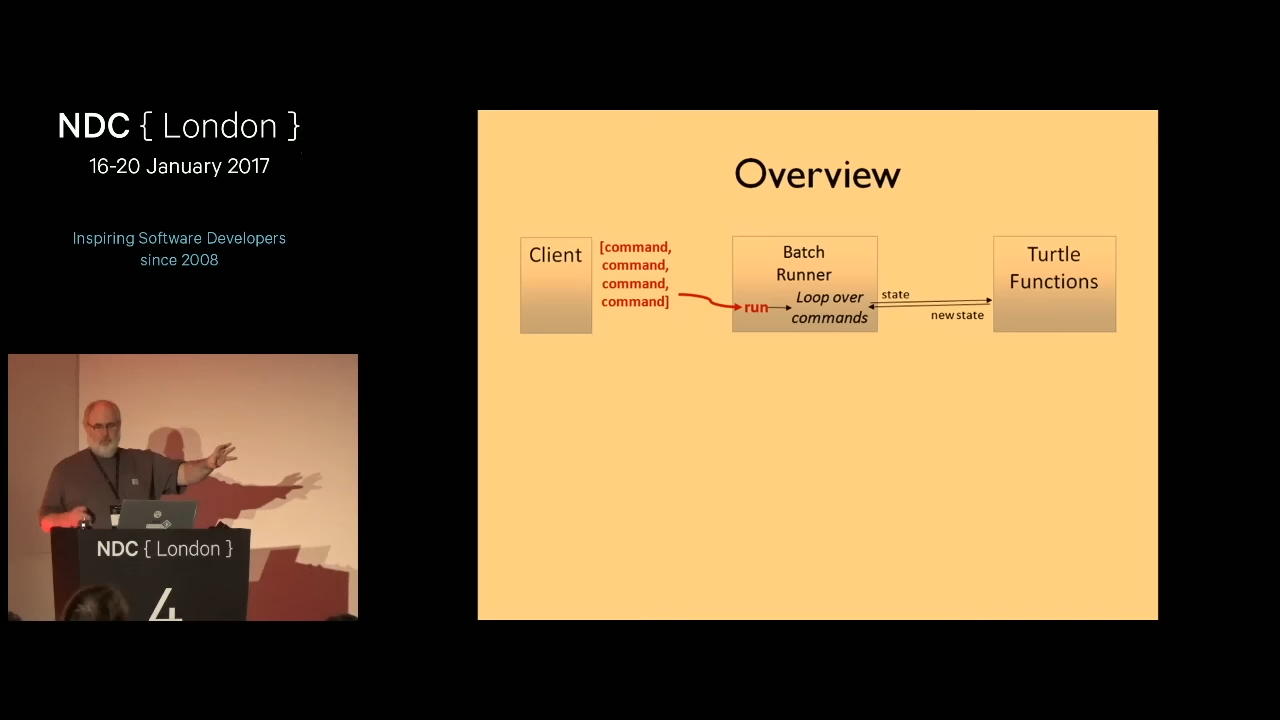 NDC { London }
16-20 January 2017
Inspiring Software Developers
since 2008
Overview
Client
[command,
command,
command,
command]
Batch
Runner
run
Loop over
commands
state
new state
Turtle
Functions
NDC { London }
4